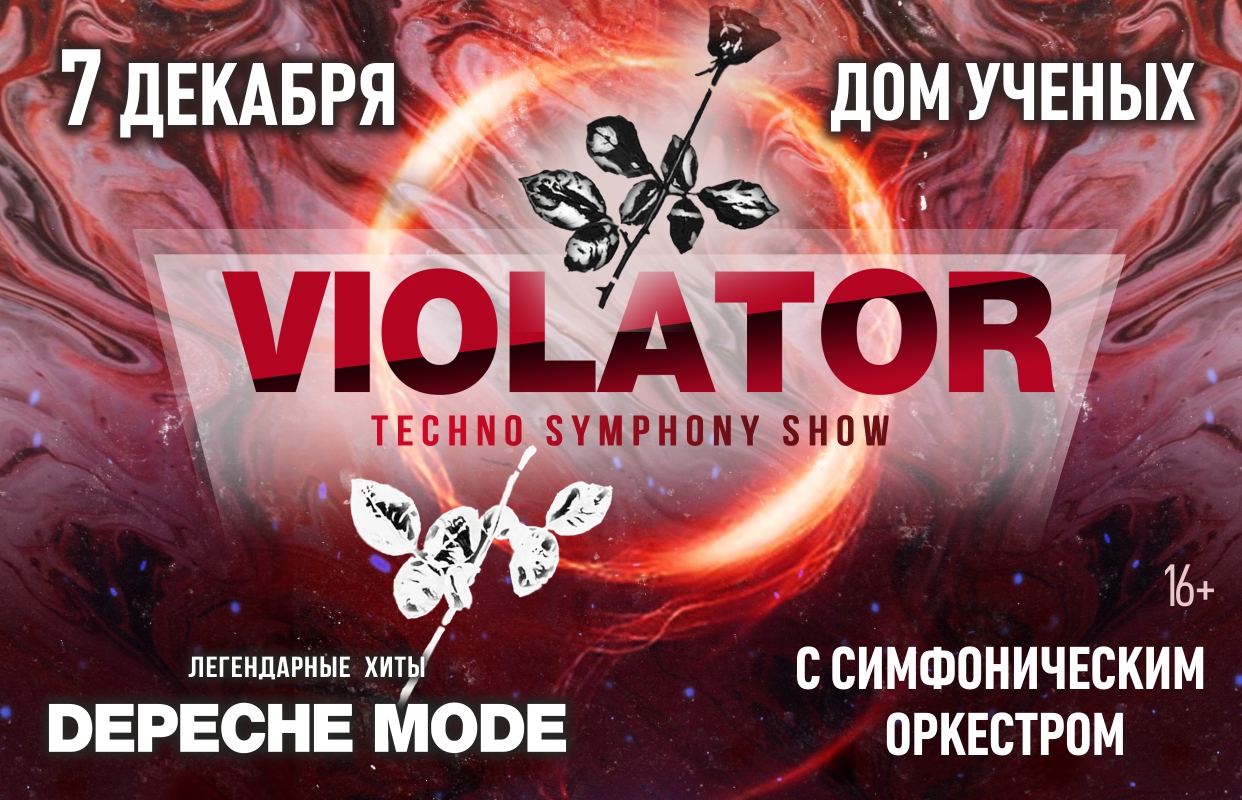 7 ДЕКАБРЯ
ДОМ УЧЕНЫХ
VIOLATOR
TECHNO SYMPHONY SHOW
16+
ЛЕГЕНДАРНЫЕ ХИТЫ
DEPECHE MODE
С СИМФОНИЧЕСКИМ
ОРКЕСТРОМ